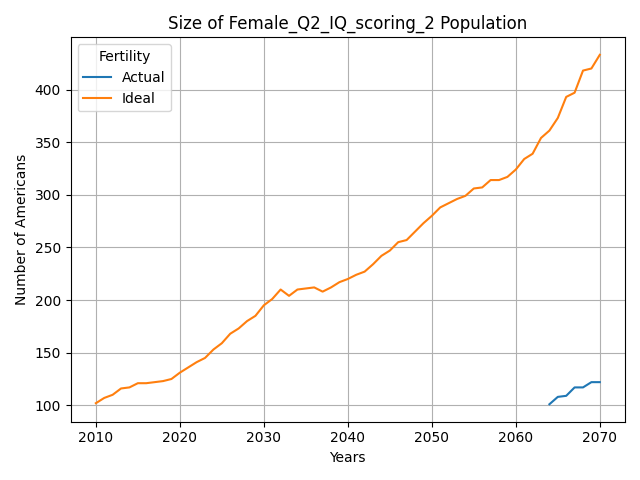 Size of Female_Q2_IQ_scoring_2 Population
Fertility
Actual
Ideal
Number of Americans
400
350
300
250
200
150
100
2010 2020 2030 2040 2050 2060 2070
Years